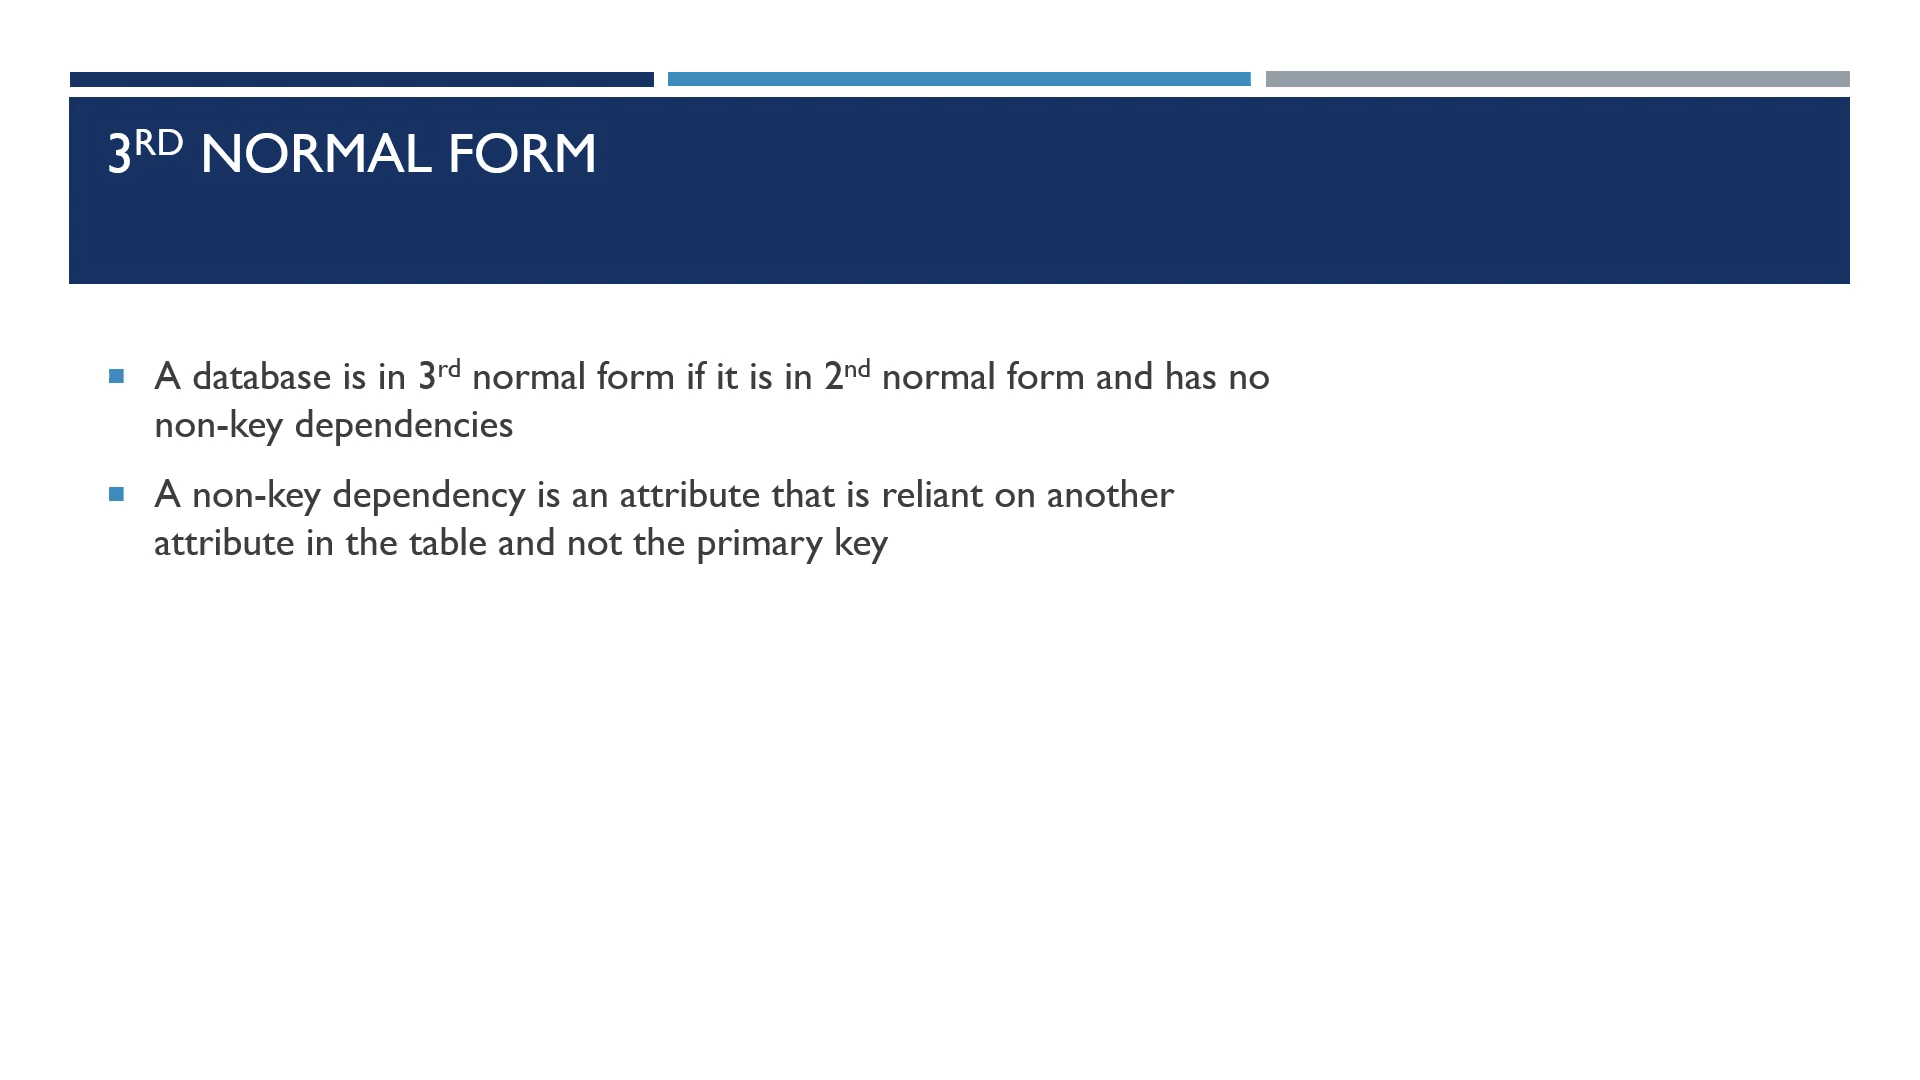 3RD NORMAL FORM
A database is in 3rd normal form if it is in 2nd normal form and has no
non-key dependencies
A non-key dependency is an attribute that is reliant on another
attribute in the table and not the primary key